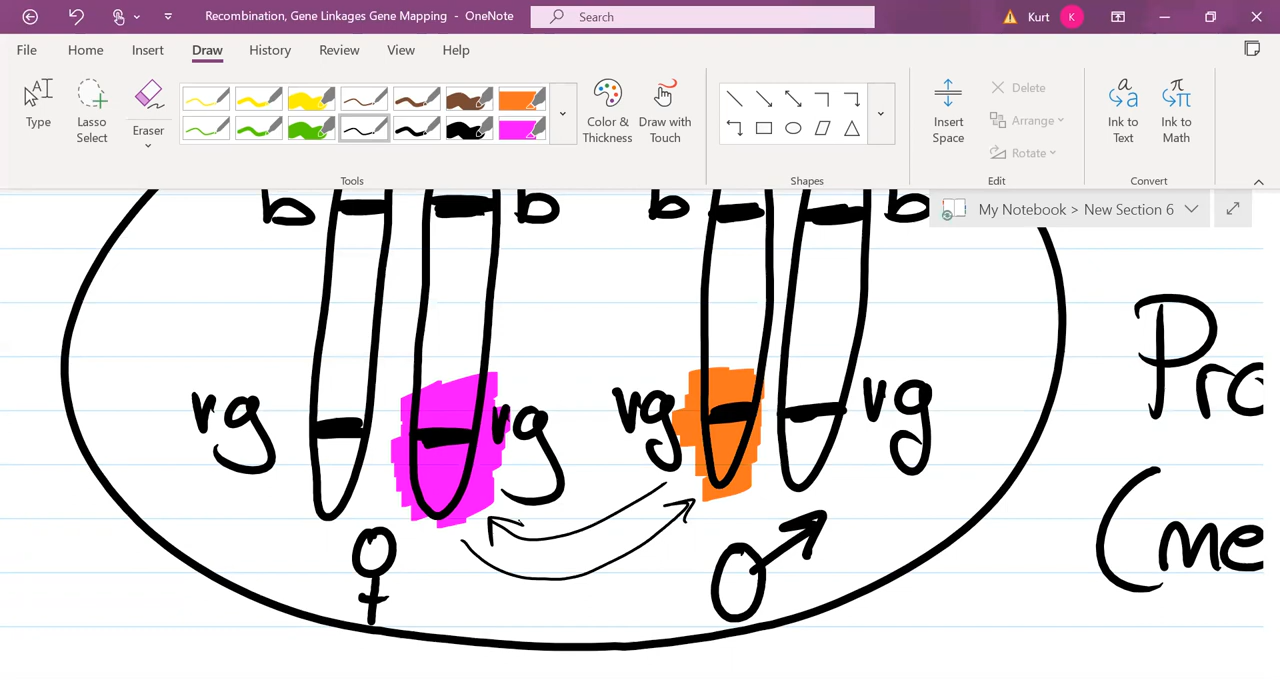 Recombination, Gene Linkages Gene Mapping - OneNote
Search
Kurt
K
File Home Insert Draw History Review View Help
Type
Lasso Select
Eraser
Color & Thickness
Draw with Touch
Insert Space
Delete
Arrange
Rotate
Ink to Text
Ink to Math
Tools
Shapes
Edit
Convert
My Notebook > New Section 6
b b b b
vg vg vg vg
Pro
(me